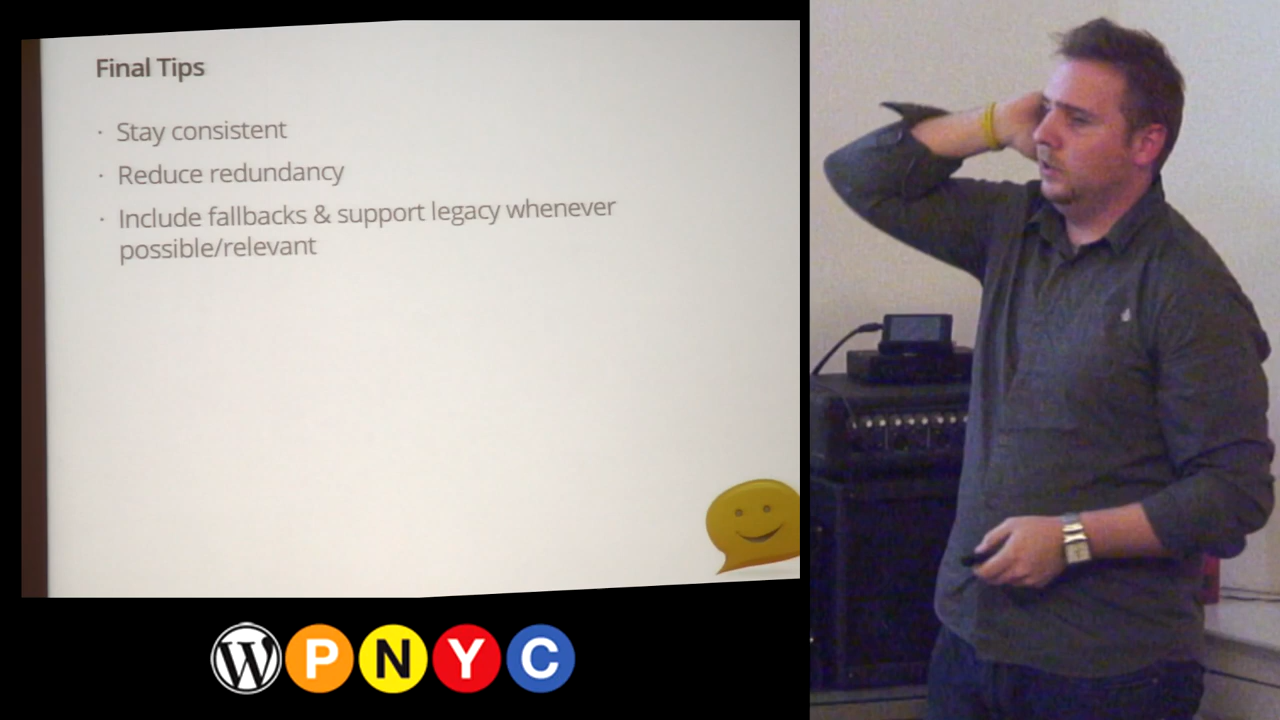 Final Tips
· Stay consistent
· Reduce redundancy
· Include fallbacks & support legacy whenever
possible/relevant
W P N Y C